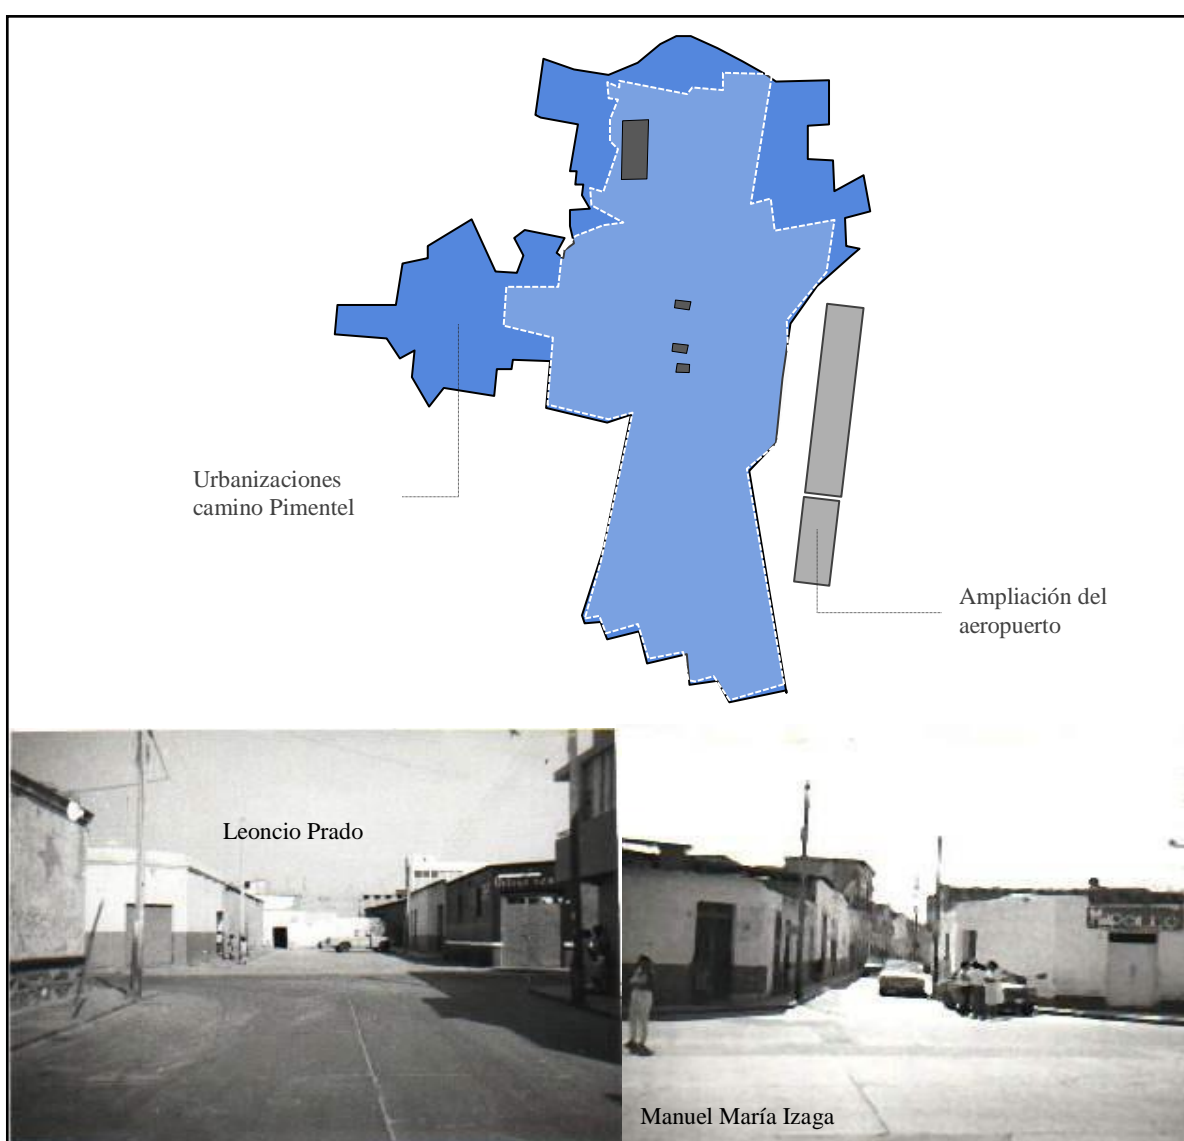 Urbanizaciones
camino Pimentel
Ampliación del
aeropuerto
Leoncio Prado
Manuel María Izaga